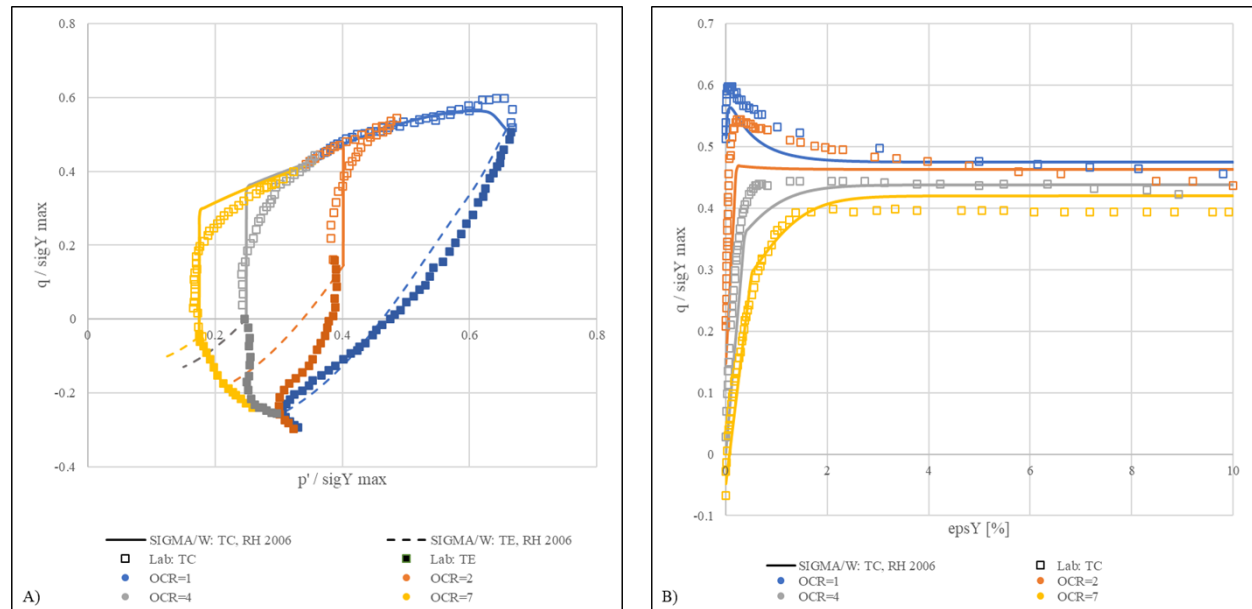 0.8
0.6
0.4
0.2
0
-0.2
-0.4
q / sigY max
0
0.2
0.4
0.6
0.8
p' / sigY max
SIGMA/W: TC, RH 2006
SIGMA/W: TE, RH 2006
Lab: TC
Lab: TE
OCR=1
OCR=2
OCR=4
OCR=7
A)
0.7
0.6
0.5
0.4
0.3
0.2
0.1
0
-0.1
q / sigY max
0
2
4
6
8
10
epsY [%]
SIGMA/W: TC, RH 2006
Lab: TC
OCR=1
OCR=2
OCR=4
OCR=7
B)